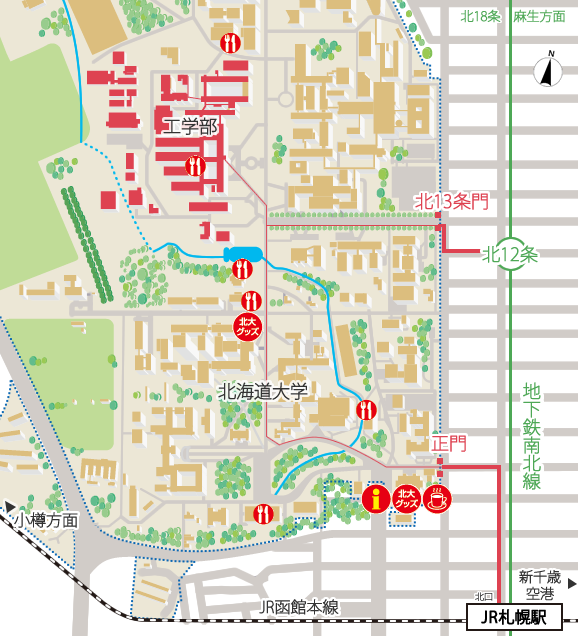 北18条 麻生方面
N
工学部
北13条門
北12条
北大
グッズ
北海道大学
地下鉄南北線
正門
i
北大
グッズ
小樽方面
新千歳
空港
北口
JR函館本線
JR札幌駅